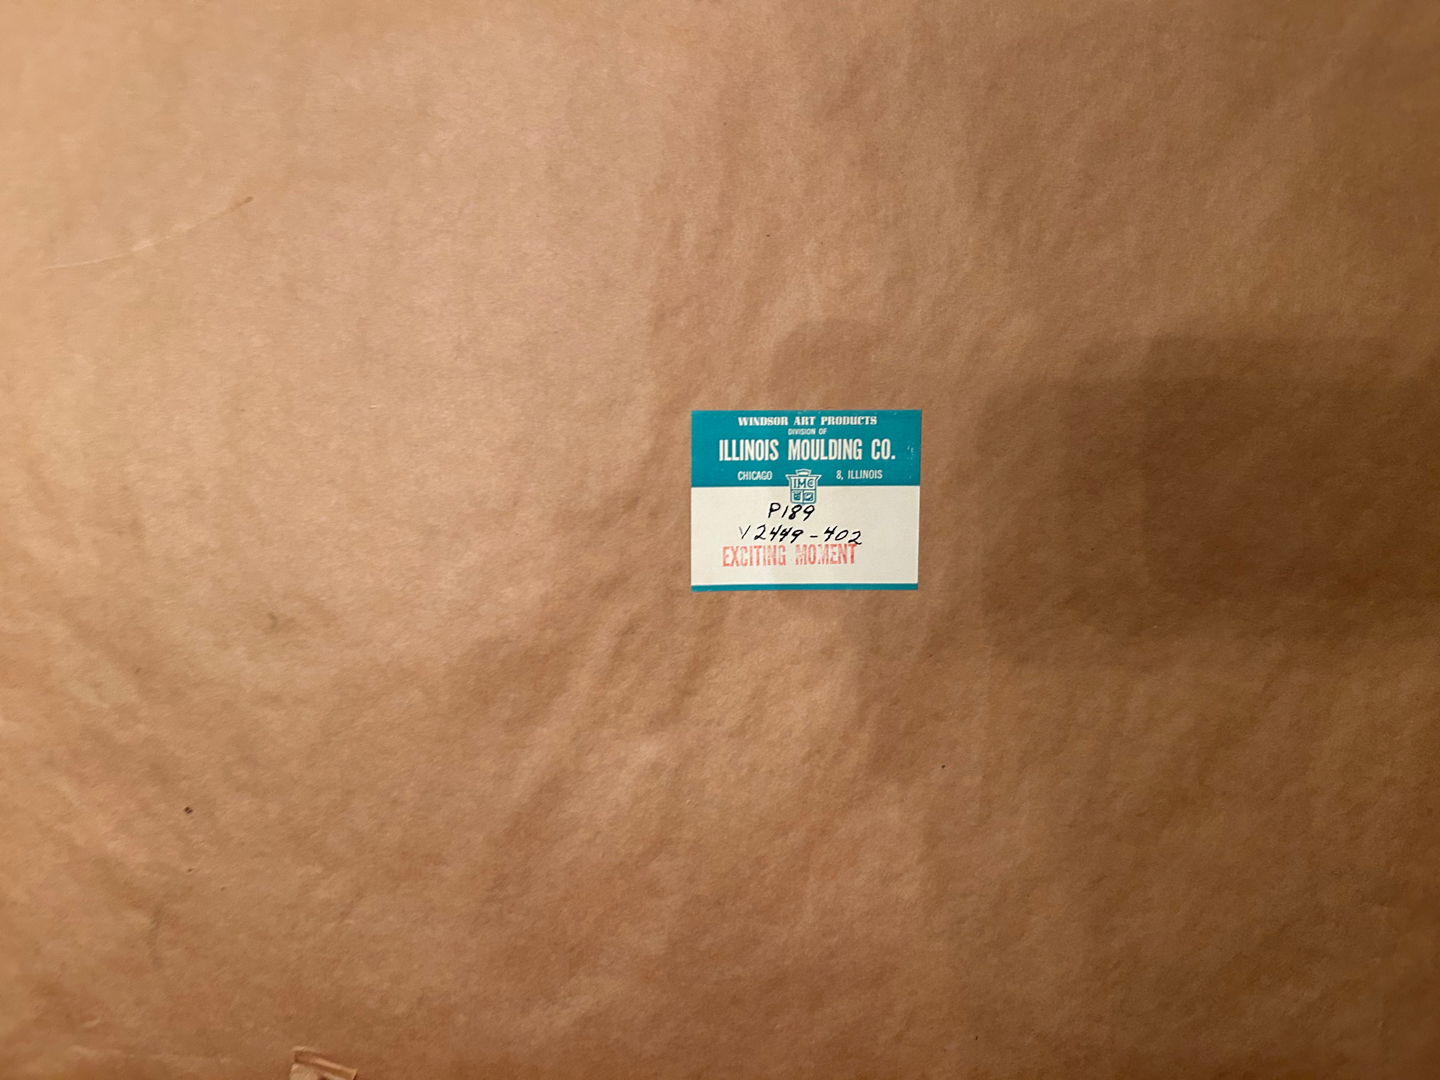 WINDSOR ART PRODUCTS
DIVISION OF
ILLINOIS MOULDING CO.
CHICAGO 8, ILLINOIS
IMC
P189
V2449-402
EXCITING MOMENT